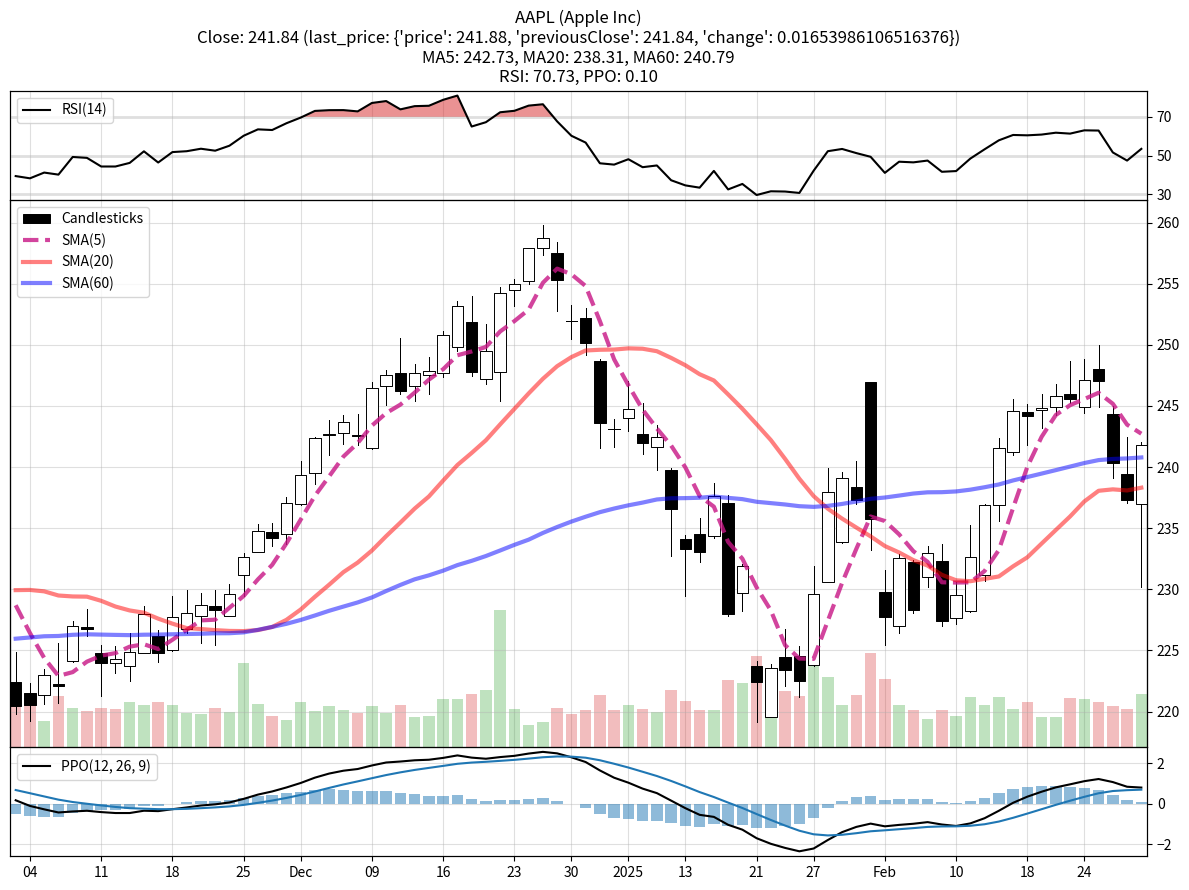 AAPL (Apple Inc)
Close: 241.84 (last_price: {'price': 241.88, 'previousClose': 241.84, 'change': 0.01653986106516376})
MA5: 242.73, MA20: 238.31, MA60: 240.79
RSI: 70.73, PPO: 0.10
RSI(14)
70
50
30
Candlesticks
SMA(5)
SMA(20)
SMA(60)
260
255
250
245
240
235
230
225
220
PPO(12, 26, 9)
2
0
−2
04 11 18 25 Dec 09 16 23 30 2025 13 21 27 Feb 10 18 24